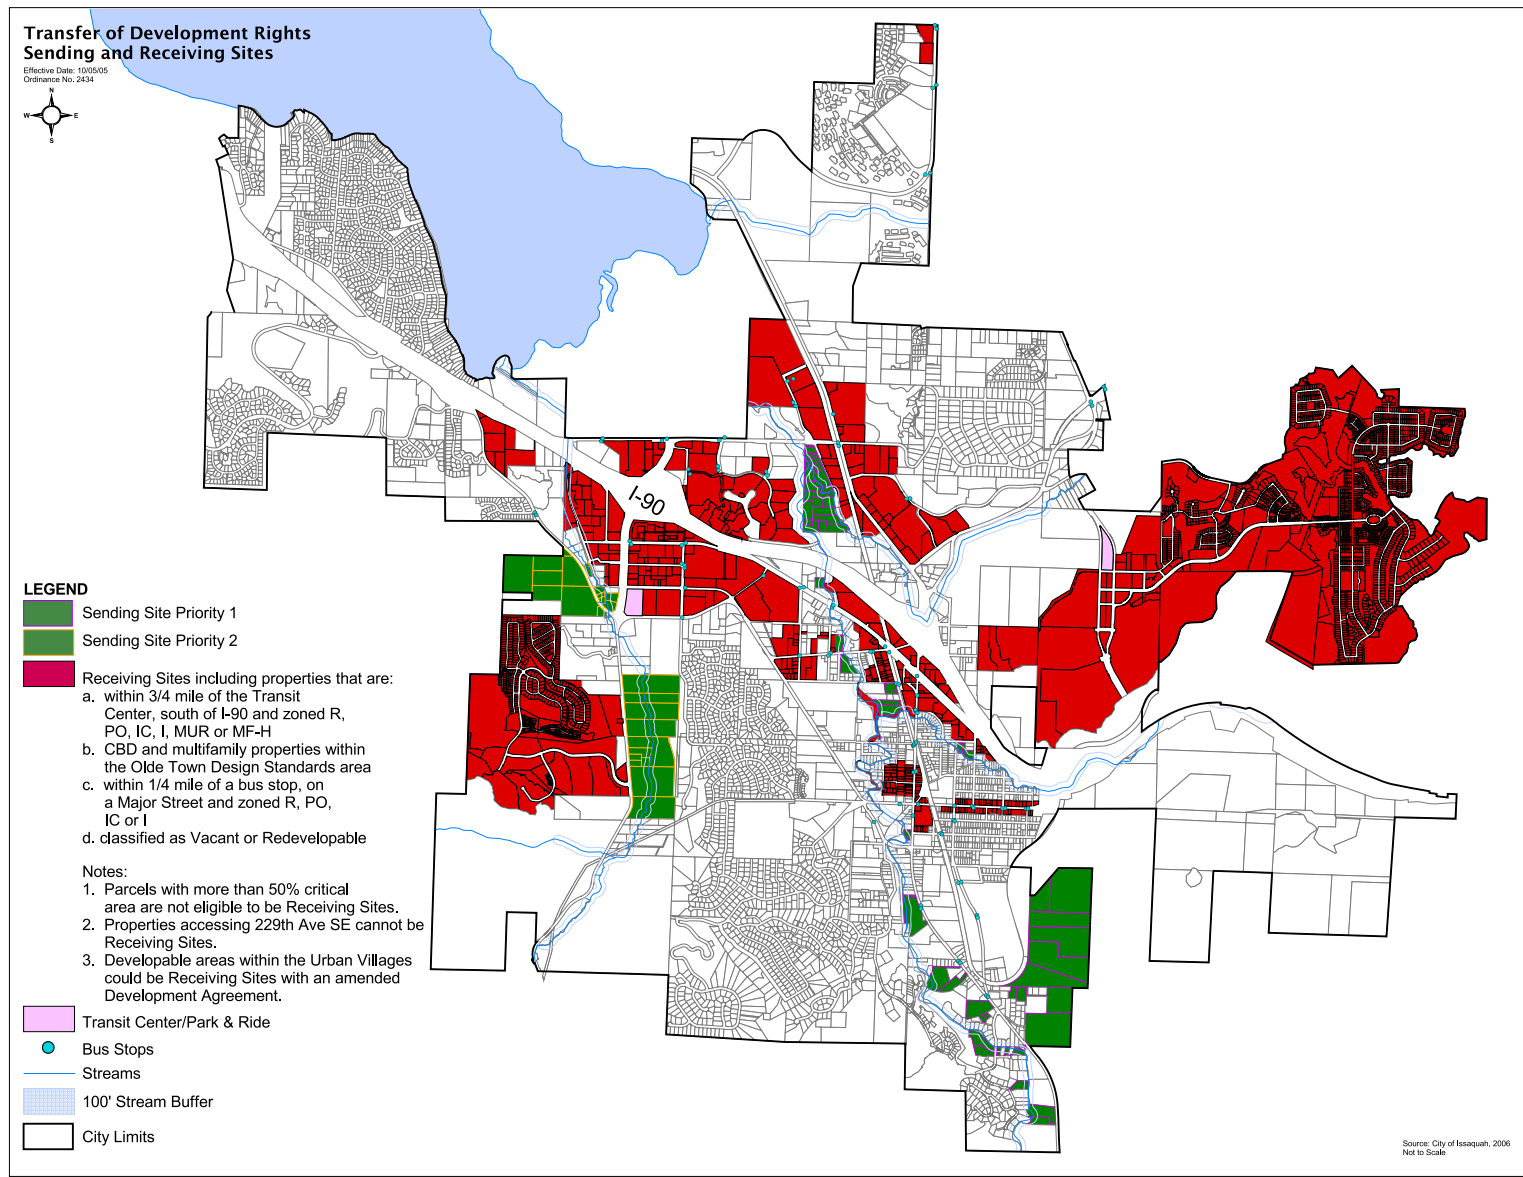 Transfer of Development Rights
Sending and Receiving Sites
Effective Date: 10/05/05
Ordinance No. 2434
N
W
E
S
I-90
LEGEND
Sending Site Priority 1
Sending Site Priority 2
Receiving Sites including properties that are:
a. within 3/4 mile of the Transit
Center, south of I-90 and zoned R,
PO, IC, I, MUR or MF-H
b. CBD and multifamily properties within
the Olde Town Design Standards area
c. within 1/4 mile of a bus stop, on
a Major Street and zoned R, PO,
IC or I
d. classified as Vacant or Redevelopable
Notes:
1. Parcels with more than 50% critical
area are not eligible to be Receiving Sites.
2. Properties accessing 229th Ave SE cannot be
Receiving Sites.
3. Developable areas within the Urban Villages
could be Receiving Sites with an amended
Development Agreement.
Transit Center/Park & Ride
Bus Stops
Streams
100' Stream Buffer
City Limits
Source: City of Issaquah, 2006
Not to Scale